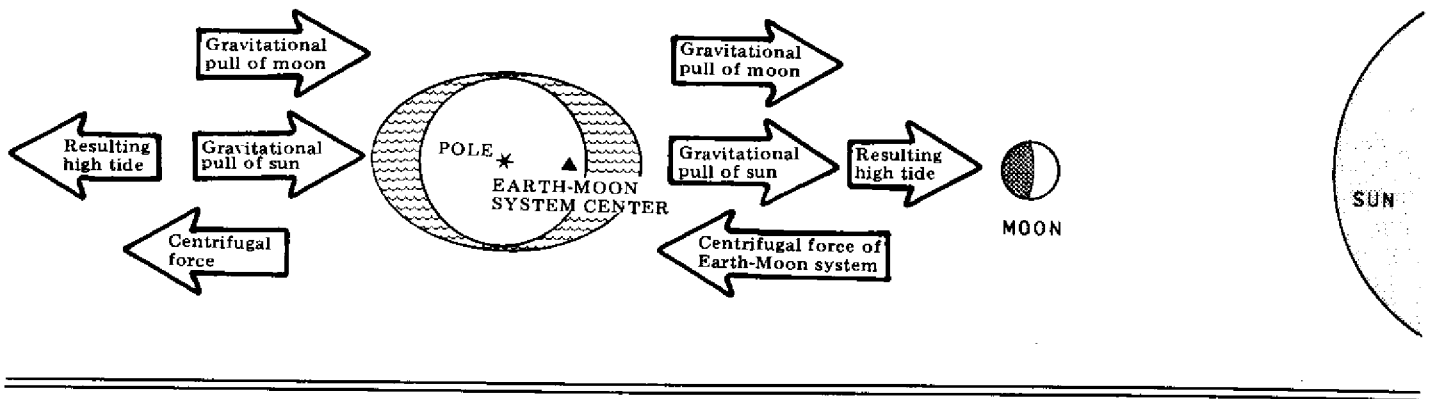 Gravitational
pull of moon
Gravitational
pull of moon
Resulting
high tide
Gravitational
pull of sun
POLE
EARTH-MOON
SYSTEM CENTER
Gravitational
pull of sun
Resulting
high tide
MOON
SUN
Centrifugal
force
Centrifugal force of
Earth-Moon system